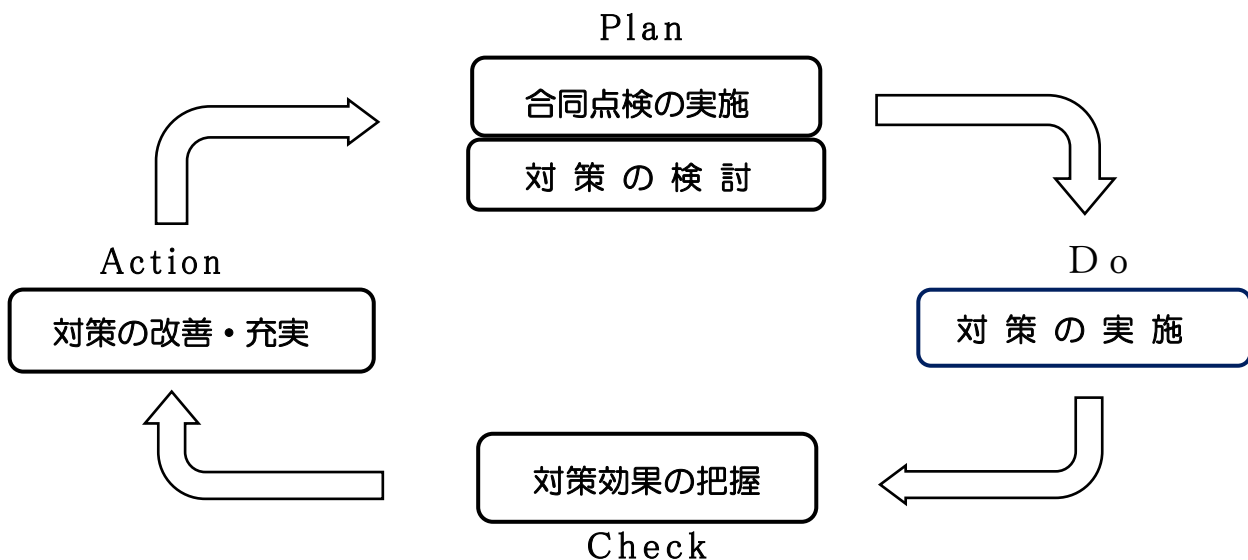 Plan
合同点検の実施
対策の検討
Action
Do
対策の改善・充実
対策の実施
対策効果の把握
Check